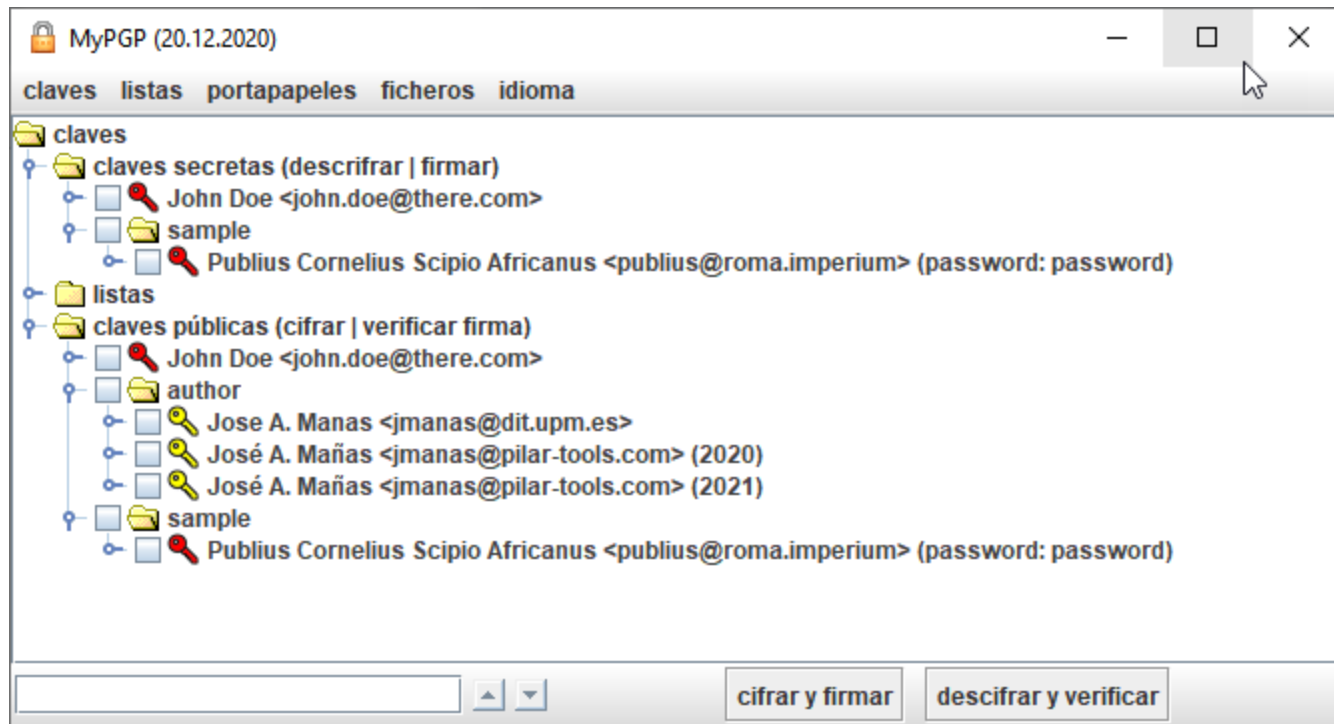 MyPGP (20.12.2020)
claves listas portapapeles ficheros idioma
claves
claves secretas (descrifrar | firmar)
John Doe <john.doe@there.com>
sample
Publius Cornelius Scipio Africanus <publius@roma.imperium> (password: password)
listas
claves públicas (cifrar | verificar firma)
John Doe <john.doe@there.com>
author
Jose A. Manas <jmanas@dit.upm.es>
José A. Mañas <jmanas@pilar-tools.com> (2020)
José A. Mañas <jmanas@pilar-tools.com> (2021)
sample
Publius Cornelius Scipio Africanus <publius@roma.imperium> (password: password)
cifrar y firmar descifrar y verificar